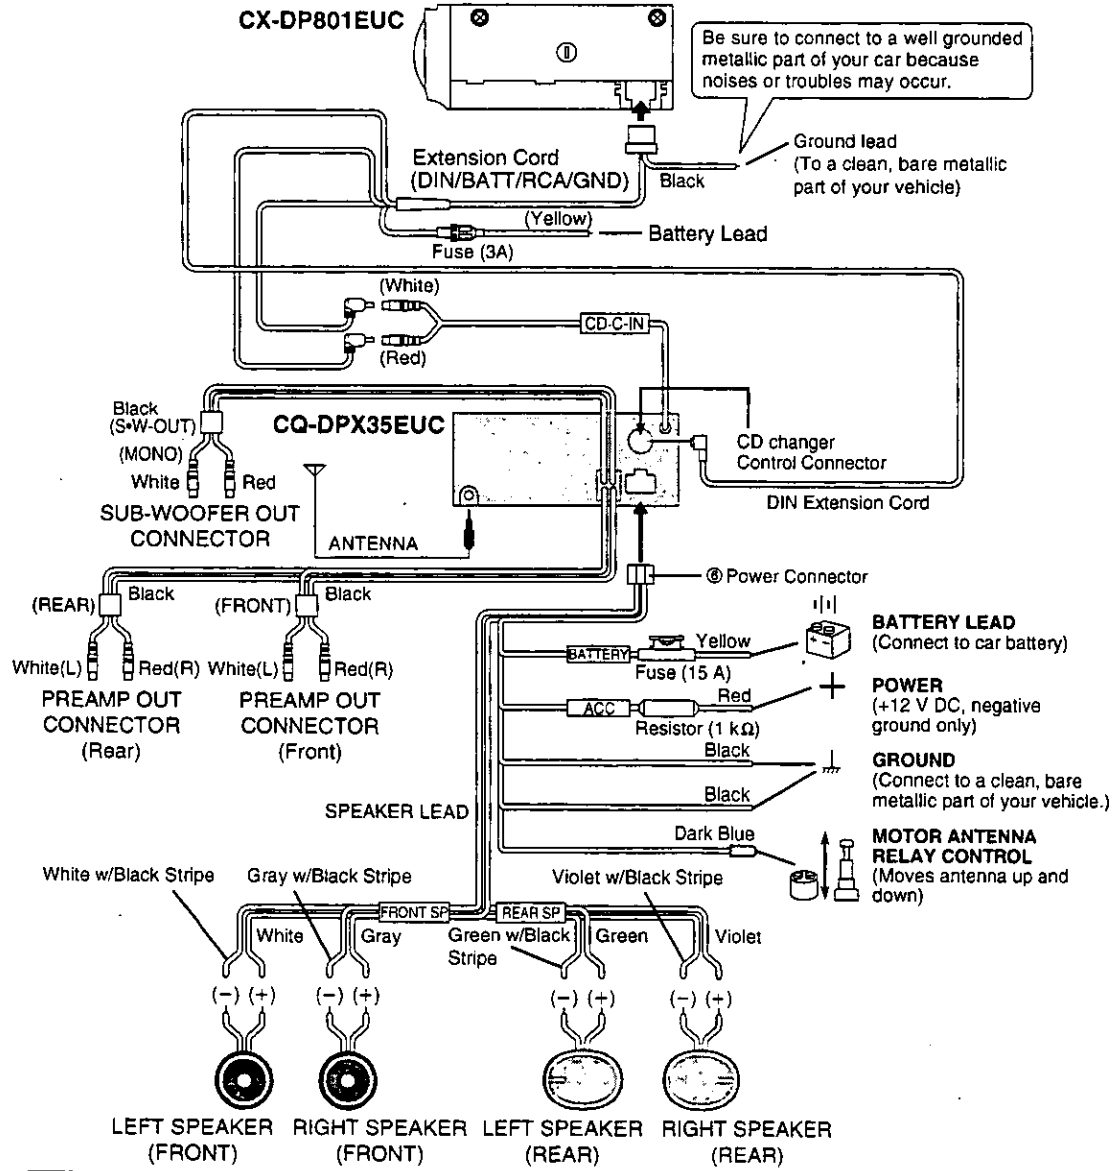 CX-DP801EUC
Be sure to connect to a well grounded
metallic part of your car because
noises or troubles may occur.
Ground lead
(To a clean, bare metallic
part of your vehicle)
Extension Cord
(DIN/BATT/RCA/GND)
Black
(Yellow)
Battery Lead
Fuse (3A)
(White)
CD-C-IN
(Red)
Black
(S•W-OUT)
(MONO)
White
Red
SUB-WOOFER OUT
CONNECTOR
CQ-DPX35EUC
CD changer
Control Connector
DIN Extension Cord
ANTENNA
⑥ Power Connector
(REAR)
Black
(FRONT)
Black
White(L)
Red(R)
White(L)
Red(R)
PREAMP OUT
CONNECTOR
(Rear)
PREAMP OUT
CONNECTOR
(Front)
BATTERY
Yellow
Fuse (15 A)
BATTERY LEAD
(Connect to car battery)
ACC
Red
Resistor (1 kΩ)
POWER
(+12 V DC, negative
ground only)
Black
Black
GROUND
(Connect to a clean, bare
metallic part of your vehicle.)
SPEAKER LEAD
Dark Blue
MOTOR ANTENNA
RELAY CONTROL
(Moves antenna up and
down)
White w/Black Stripe
Gray w/Black Stripe
Violet w/Black Stripe
FRONT SP
REAR SP
White
Gray
Green w/Black
Stripe
Green
Violet
(−) (+)
(−) (+)
(−) (+)
(−) (+)
LEFT SPEAKER
(FRONT)
RIGHT SPEAKER
(FRONT)
LEFT SPEAKER
(REAR)
RIGHT SPEAKER
(REAR)